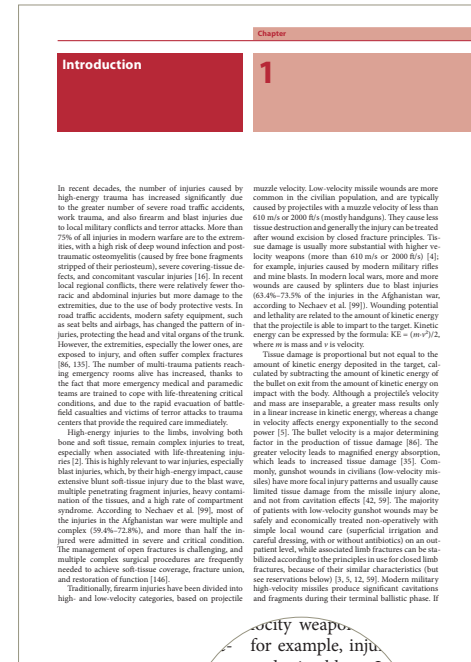 Chapter
Introduction
1
In recent decades, the number of injuries caused by
high-energy trauma has increased significantly due
to the greater number of severe road traffic accidents,
work trauma, and also firearm and blast injuries due
to local military conflicts and terror attacks. More than
75% of all injuries in modern warfare are to the extrem-
ities, with a high risk of deep wound infection and post-
traumatic osteomyelitis (caused by free bone fragments
stripped of their periosteum), severe covering-tissue de-
fects, and concomitant vascular injuries [16]. In recent
local regional conflicts, there were relatively fewer tho-
racic and abdominal injuries but more damage to the
extremities, due to the use of body protective vests. In
road traffic accidents, modern safety equipment, such
as seat belts and airbags, has changed the pattern of in-
juries, protecting the head and vital organs of the trunk.
However, the extremities, especially the lower ones, are
exposed to injury, and often suffer complex fractures
[86, 135]. The number of multi-trauma patients reach-
ing emergency rooms alive has increased, thanks to
the fact that more emergency medical and paramedic
teams are trained to cope with life-threatening critical
conditions, and due to the rapid evacuation of battle-
field casualties and victims of terror attacks to trauma
centers that provide the required care immediately.
High-energy injuries to the limbs, involving both
bone and soft tissue, remain complex injuries to treat,
especially when associated with life-threatening inju-
ries [2]. This is highly relevant to war injuries, especially
blast injuries, which, by their high-energy impact, cause
extensive blunt soft-tissue injury due to the blast wave,
multiple penetrating fragment injuries, heavy contami-
nation of the tissues, and a high rate of compartment
syndrome. According to Nechaev et al. [99], most of
the injuries in the Afghanistan war were multiple and
complex (59.4%–72.8%), and more than half the in-
jured were admitted in severe and critical condition.
The management of open fractures is challenging, and
multiple complex surgical procedures are frequently
needed to achieve soft-tissue coverage, fracture union,
and restoration of function [146].
Traditionally, firearm injuries have been divided into
high- and low-velocity categories, based on projectile
muzzle velocity. Low-velocity missile wounds are more
common in the civilian population, and are typically
caused by projectiles with a muzzle velocity of less than
610 m/s or 2000 ft/s (mostly handguns). They cause less
tissue destruction and generally the injury can be treated
after wound excision by closed fracture principles. Tis-
sue damage is usually more substantial with higher ve-
locity weapons (more than 610 m/s or 2000 ft/s) [4];
for example, injuries caused by modern military rifles
and mine blasts. In modern local wars, more and more
wounds are caused by splinters due to blast injuries
(63.4%–73.5% of the injuries in the Afghanistan war,
according to Nechaev et al. [99]). Wounding potential
and lethality are related to the amount of kinetic energy
that the projectile is able to impart to the target. Kinetic
energy can be expressed by the formula: KE = (m·v²)/2,
where m is mass and v is velocity.
Tissue damage is proportional but not equal to the
amount of kinetic energy deposited in the target, cal-
culated by subtracting the amount of kinetic energy of
the bullet on exit from the amount of kinetic energy on
impact with the body. Although a projectile's velocity
and mass are inseparable, a greater mass results only
in a linear increase in kinetic energy, whereas a change
in velocity affects energy exponentially to the second
power [5]. The bullet velocity is a major determining
factor in the production of tissue damage [86]. The
greater velocity leads to magnified energy absorption,
which leads to increased tissue damage [35]. Com-
monly, gunshot wounds in civilians (low-velocity mis-
siles) have more focal injury patterns and usually cause
limited tissue damage from the missile injury alone,
and not from cavitation effects [42, 59]. The majority
of patients with low-velocity gunshot wounds may be
safely and economically treated non-operatively with
simple local wound care (superficial irrigation and
careful dressing, with or without antibiotics) on an out-
patient level, while associated limb fractures can be sta-
bilized according to the principles in use for closed limb
fractures, because of their similar characteristics (but
see reservations below) [3, 5, 12, 59]. Modern military
high-velocity missiles produce significant cavitations
and fragments during their terminal ballistic phase. If
for example, inju